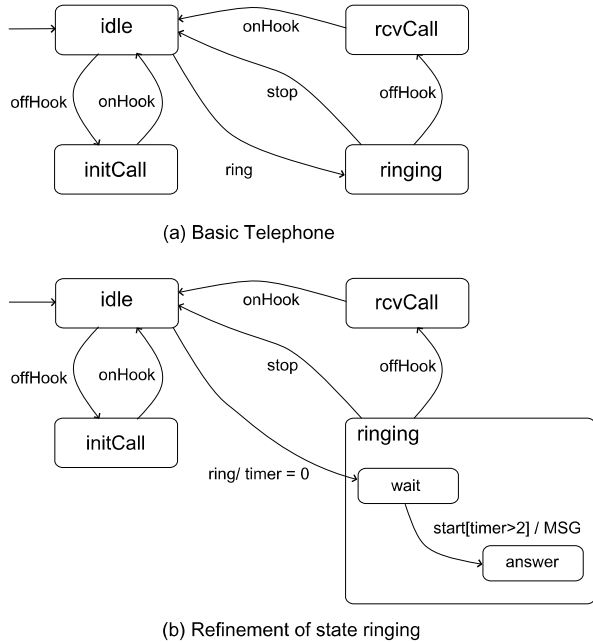 idle
rcvCall
onHook
stop
offHook
onHook
offHook
initCall
ring
ringing
(a) Basic Telephone
idle
rcvCall
onHook
stop
offHook
onHook
offHook
initCall
ringing
ring/ timer = 0
wait
start[timer>2] / MSG
answer
(b) Refinement of state ringing